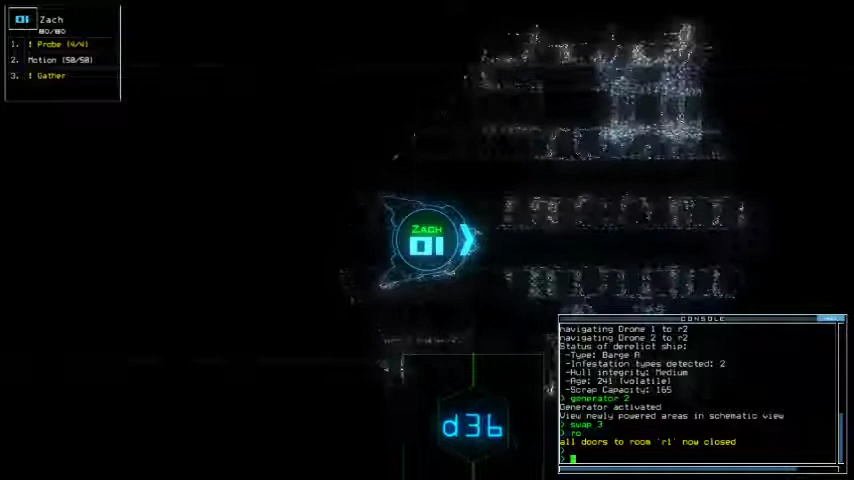 01 Zach
80/80
1. ! Probe (4/4)
2. Motion (50/50)
3. ! Gather
Zach
01
d36
CONSOLE
navigating Drone 1 to r2
navigating Drone 2 to r2
Status of derelict ship:
-Type: Barge A
-Infestation types detected: 2
-Hull integrity: Medium
-Age: 241 (volatile)
-Scrap Capacity: 165
> generator 2
Generator activated
View newly powered areas in schematic view
> swap 3
> ro
all doors to room 'r1' now closed
>
>